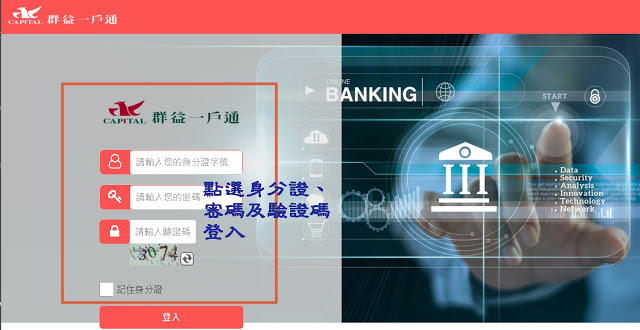 CAPITAL 群益一戶通
CAPITAL 群益一戶通
請輸入您的身分證字號
請輸入您的密碼
請輸入驗證碼
3074
記住身分證
登入
點選身分證、
密碼及驗證碼
登入
ONLINE
BANKING
START
• Data
• Security
• Analysis
• Innovation
• Technology
• Network